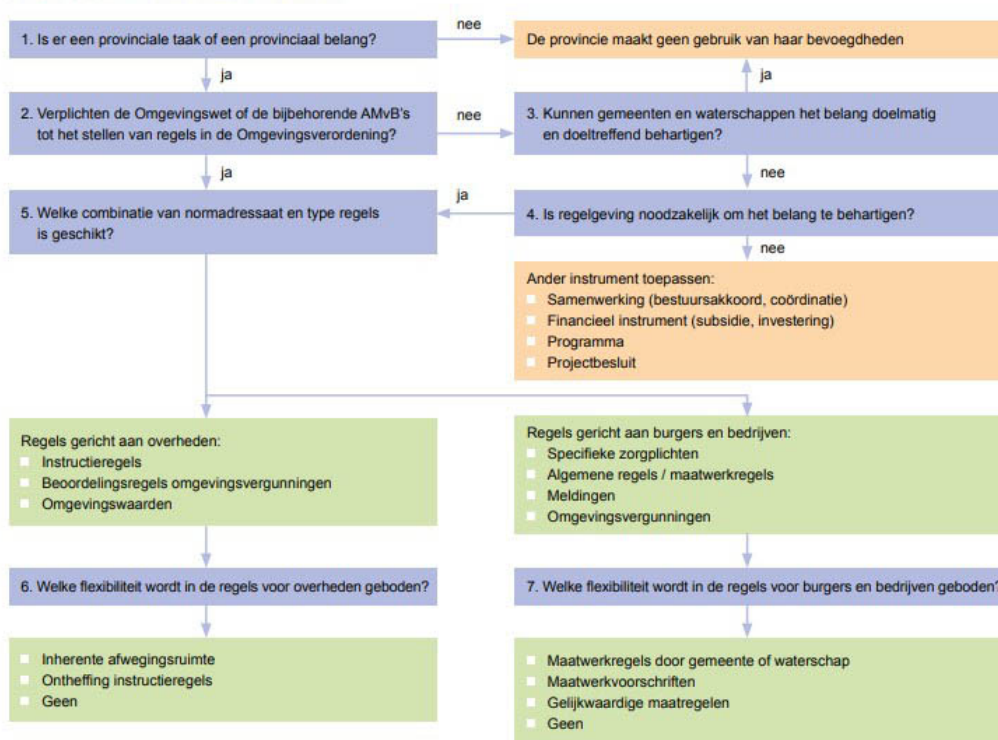 nee
1. Is er een provinciale taak of een provinciaal belang?
De provincie maakt geen gebruik van haar bevoegdheden
ja
ja
2. Verplichten de Omgevingswet of de bijbehorende AMvB's
tot het stellen van regels in de Omgevingsverordening?
nee
3. Kunnen gemeenten en waterschappen het belang doelmatig
en doeltreffend behartigen?
ja
nee
5. Welke combinatie van normadressaat en type regels
is geschikt?
ja
4. Is regelgeving noodzakelijk om het belang te behartigen?
nee
Ander instrument toepassen:
Samenwerking (bestuursakkoord, coördinatie)
Financieel instrument (subsidie, investering)
Programma
Projectbesluit
Regels gericht aan overheden:
Instructieregels
Beoordelingsregels omgevingsvergunningen
Omgevingswaarden
Regels gericht aan burgers en bedrijven:
Specifieke zorgplichten
Algemene regels / maatwerkregels
Meldingen
Omgevingsvergunningen
6. Welke flexibiliteit wordt in de regels voor overheden geboden?
7. Welke flexibiliteit wordt in de regels voor burgers en bedrijven geboden?
Inherente afwegingsruimte
Ontheffing instructieregels
Geen
Maatwerkregels door gemeente of waterschap
Maatwerkvoorschriften
Gelijkwaardige maatregelen
Geen